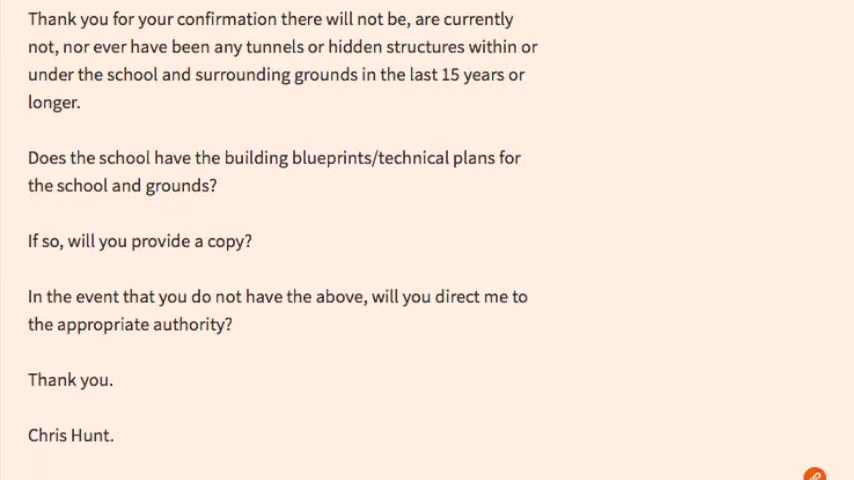 Thank you for your confirmation there will not be, are currently
not, nor ever have been any tunnels or hidden structures within or
under the school and surrounding grounds in the last 15 years or
longer.
Does the school have the building blueprints/technical plans for
the school and grounds?
If so, will you provide a copy?
In the event that you do not have the above, will you direct me to
the appropriate authority?
Thank you.
Chris Hunt.